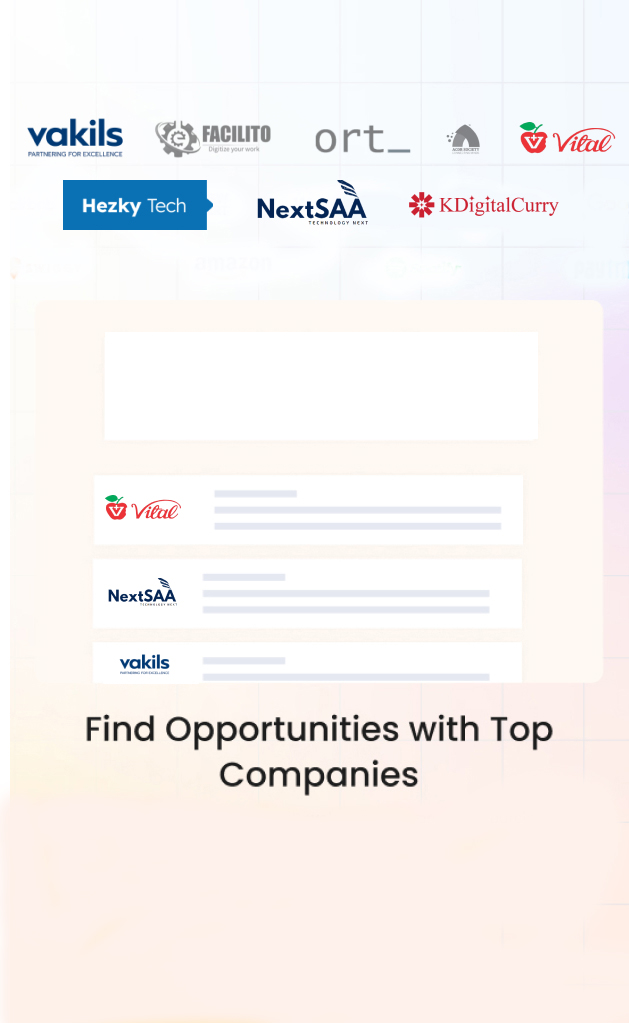 vakils
PARTNERING FOR EXCELLENCE
FACILITO
Digitize your work
ort_
Vital
Hezky Tech
NextSAA
TECHNOLOGY NEXT
KDigitalCurry
Vital
NextSAA
TECHNOLOGY NEXT
vakils
PARTNERING FOR EXCELLENCE
Find Opportunities with Top
Companies